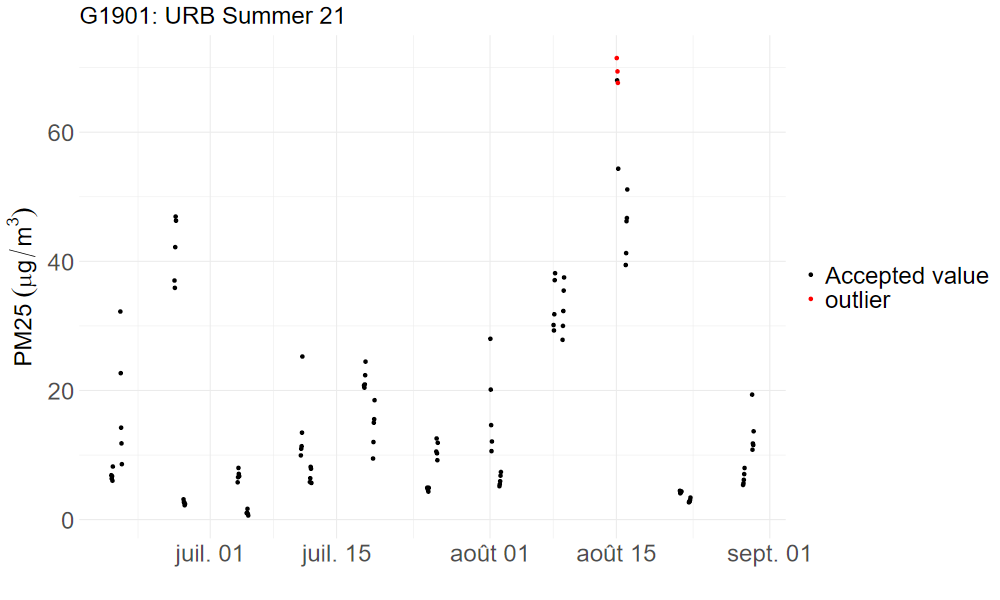 G1901: URB Summer 21
PM25 (μg/m³)
60
40
20
0
juil. 01
juil. 15
août 01
août 15
sept. 01
Accepted value
outlier